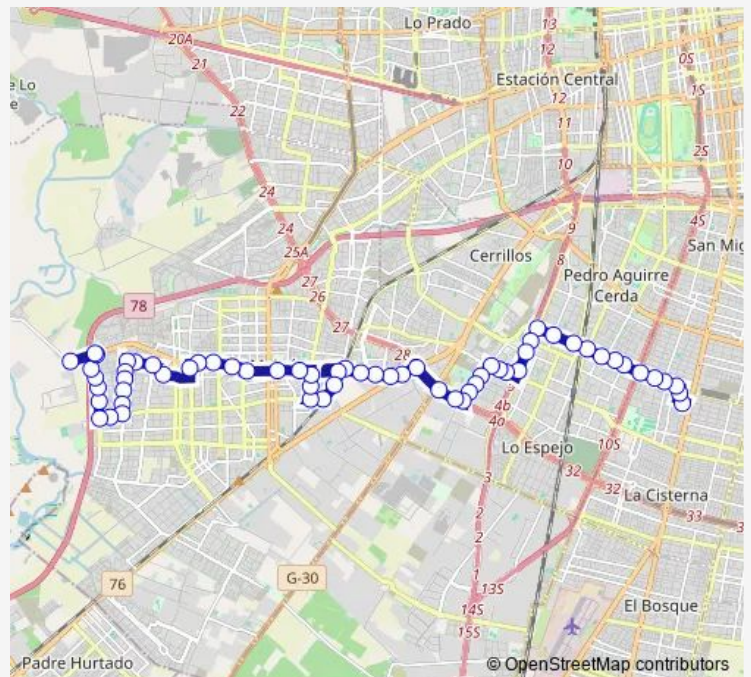 Lo Prado
13
20A
13
12
0S
21
Estación Central
1S
e Lo
e
12
22
11
2S
10
24
4S
24
9
San Mig
25A
Cerrillos
8
27
26
Pedro Aguirre
Cerda
78
27
28
4b
4a
Lo Espejo
10S
32
32
La Cisterna
3
33
3
2
2
76
G-30
1
13S
14S
El Bosque
15S
Padre Hurtado
© OpenStreetMap contributors